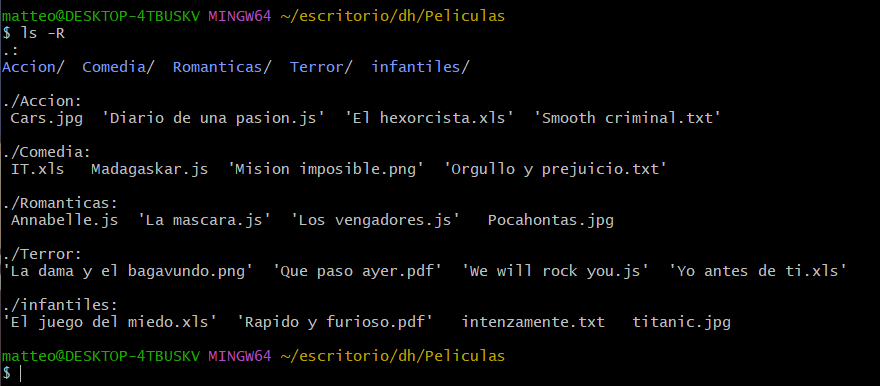 matteo@DESKTOP-4TBUSKV MINGW64 ~/escritorio/dh/Peliculas
$ ls -R
.:
Accion/  Comedia/  Romanticas/  Terror/  infantiles/

./Accion:
 Cars.jpg  'Diario de una pasion.js'  'El hexorcista.xls'  'Smooth criminal.txt'

./Comedia:
 IT.xls   Madagaskar.js  'Mision imposible.png'  'Orgullo y prejuicio.txt'

./Romanticas:
 Annabelle.js  'La mascara.js'  'Los vengadores.js'   Pocahontas.jpg

./Terror:
'La dama y el bagavundo.png'  'Que paso ayer.pdf'  'We will rock you.js'  'Yo antes de ti.xls'

./infantiles:
'El juego del miedo.xls'  'Rapido y furioso.pdf'   intenzamente.txt   titanic.jpg

matteo@DESKTOP-4TBUSKV MINGW64 ~/escritorio/dh/Peliculas
$